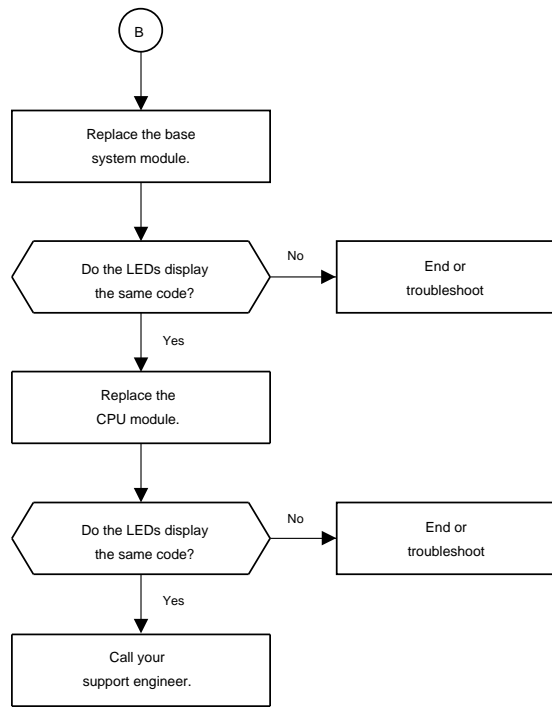 B
Replace the base
system module.
Do the LEDs display
the same code?
No
End or
troubleshoot
Yes
Replace the
CPU module.
Do the LEDs display
the same code?
No
End or
troubleshoot
Yes
Call your
support engineer.